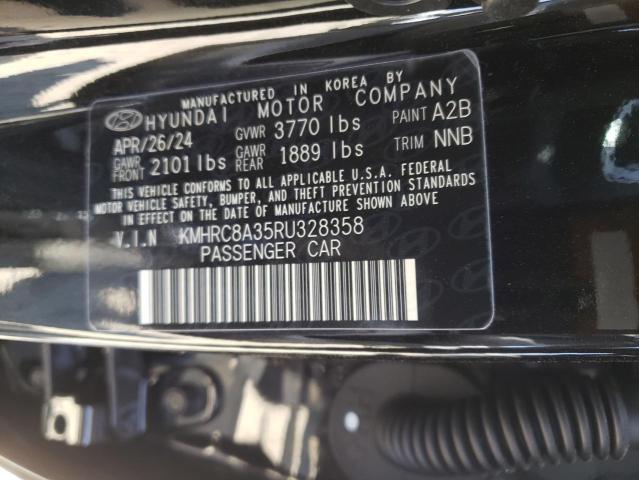 MANUFACTURED IN KOREA BY
HYUNDAI MOTOR COMPANY
APR/26/24 GVWR 3770 lbs PAINT A2B
GAWR FRONT 2101 lbs GAWR REAR 1889 lbs TRIM NNB
THIS VEHICLE CONFORMS TO ALL APPLICABLE U.S.A. FEDERAL
MOTOR VEHICLE SAFETY, BUMPER, AND THEFT PREVENTION STANDARDS
IN EFFECT ON THE DATE OF MANUFACTURE SHOWN ABOVE
V.I.N KMHRC8A35RU328358
PASSENGER CAR